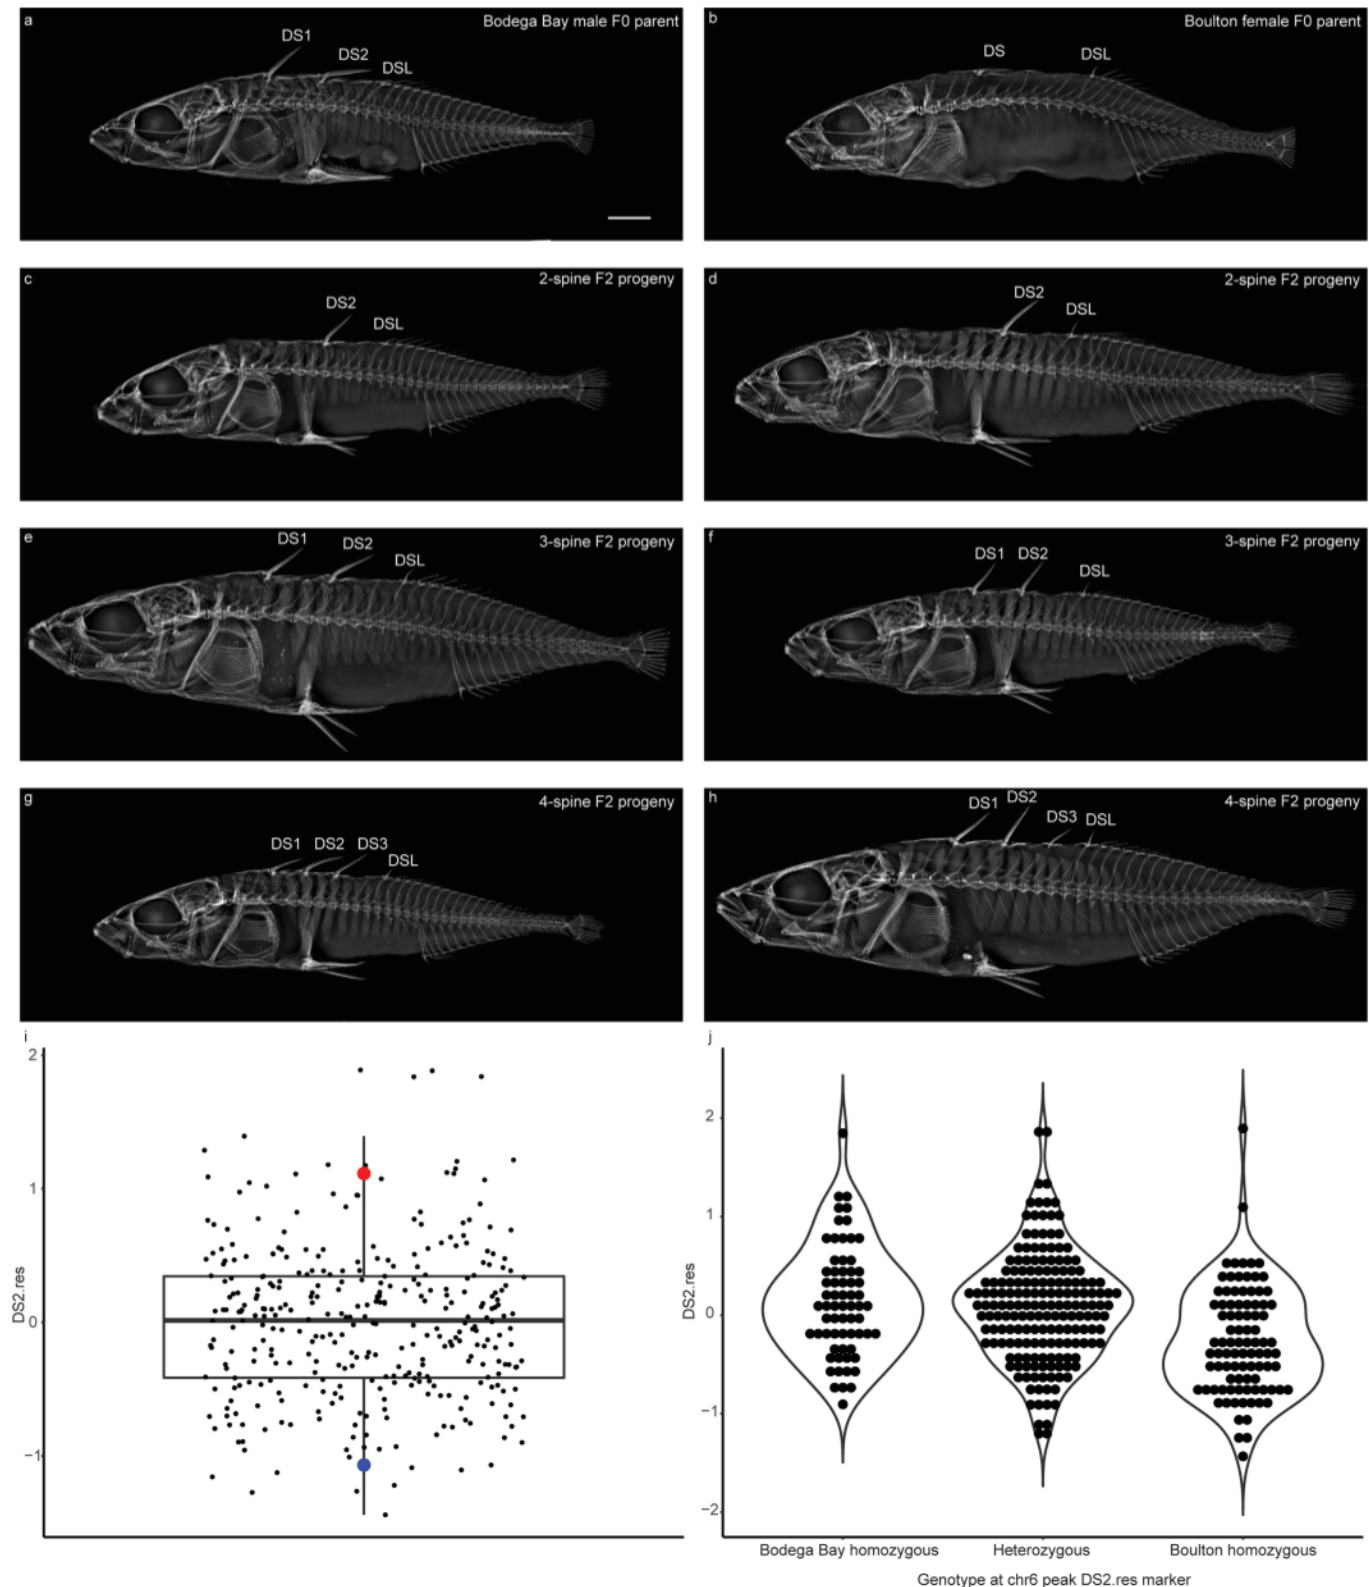 a
Bodega Bay male F0 parent
DS1
DS2
DSL
b
Boulton female F0 parent
DS
DSL
c
2-spine F2 progeny
DS2
DSL
d
2-spine F2 progeny
DS2
DSL
e
3-spine F2 progeny
DS1
DS2
DSL
f
3-spine F2 progeny
DS1
DS2
DSL
g
4-spine F2 progeny
DS1
DS2
DS3
DSL
h
4-spine F2 progeny
DS1
DS2
DS3
DSL
i
2
1
0
−1
DS2.res
j
2
1
0
−1
−2
DS2.res
Bodega Bay homozygous
Heterozygous
Boulton homozygous
Genotype at chr6 peak DS2.res marker